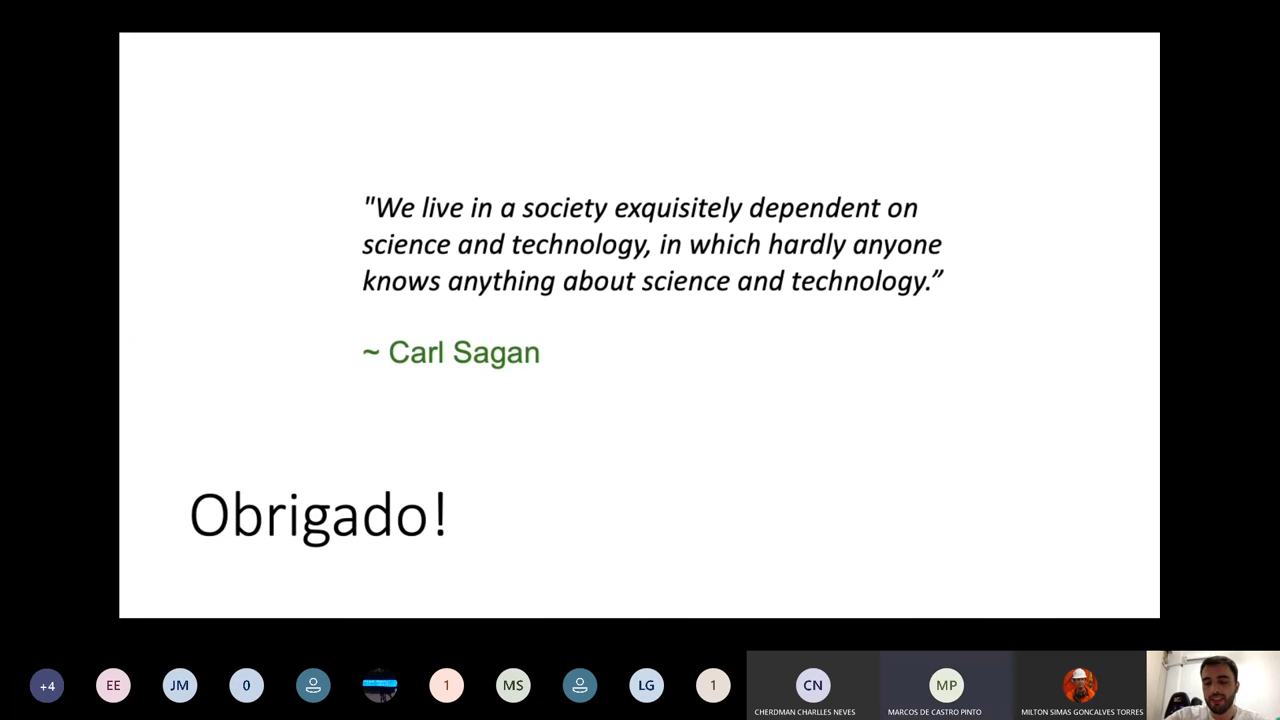 "We live in a society exquisitely dependent on
science and technology, in which hardly anyone
knows anything about science and technology.”
~ Carl Sagan
Obrigado!
+4
EE
JM
0
1
MS
LG
1
CN
CHERDMAN CHARLLES NEVES
MP
MARCOS DE CASTRO PINTO
MILTON SIMAS GONCALVES TORRES